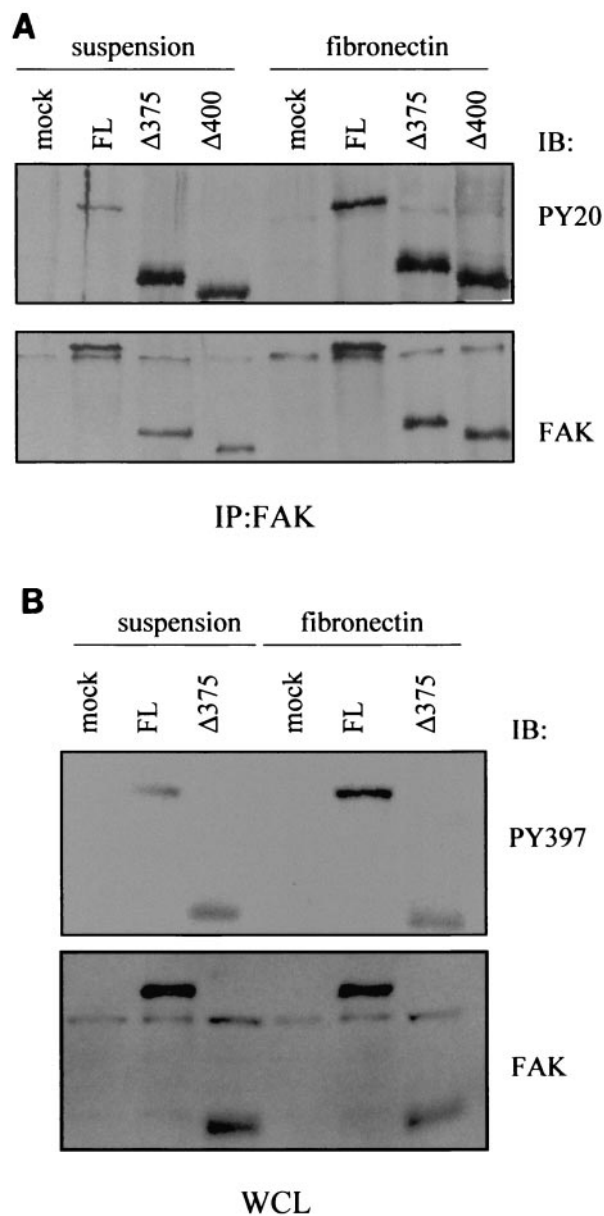 A
suspension fibronectin
mock FL Δ375 Δ400 mock FL Δ375 Δ400 IB:
PY20
FAK
IP:FAK
B
suspension fibronectin
mock FL Δ375 mock FL Δ375 IB:
PY397
FAK
WCL